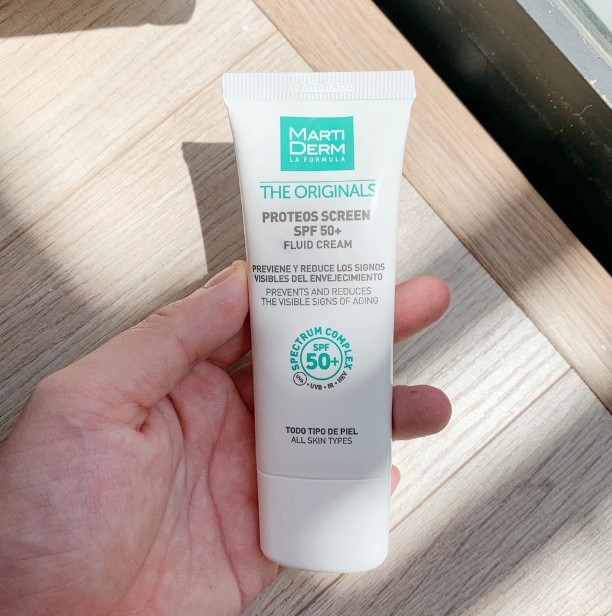 MARTI
DERM
LA FORMULA
THE ORIGINALS
PROTEOS SCREEN
SPF 50+
FLUID CREAM
PREVIENE Y REDUCE LOS SIGNOS
VISIBLES DEL ENVEJECIMIENTO
PREVENTS AND REDUCES
THE VISIBLE SIGNS OF AGING
SPECTRUM COMPLEX
SPF
50+
UVA • UVB • IR • HEV
TODO TIPO DE PIEL
ALL SKIN TYPES